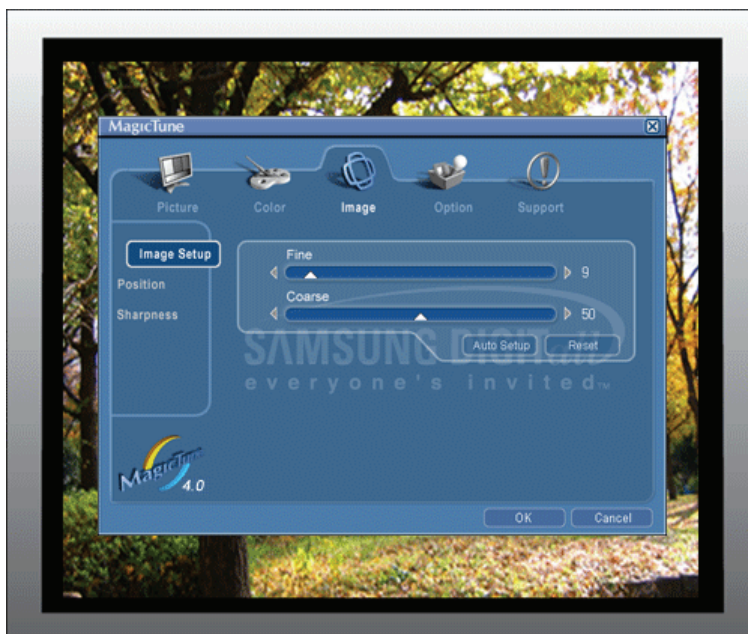 MagicTune
Picture
Color
Image
Option
Support
Image Setup
Position
Sharpness
Fine
9
Coarse
50
Auto Setup
Reset
SAMSUNG DIGITall
everyone's invited™
MagicTune
4.0
OK
Cancel